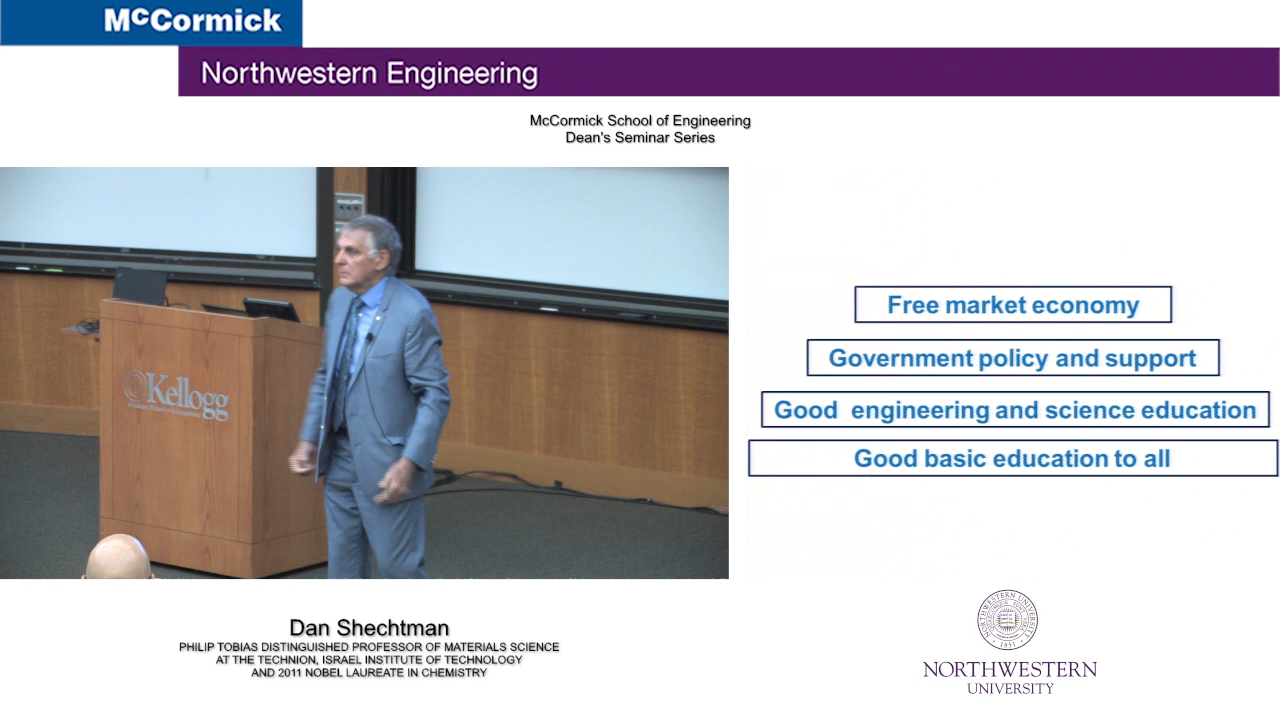 McCormick
Northwestern Engineering
McCormick School of Engineering
Dean's Seminar Series
Kellogg
Free market economy
Government policy and support
Good engineering and science education
Good basic education to all
Dan Shechtman
PHILIP TOBIAS DISTINGUISHED PROFESSOR OF MATERIALS SCIENCE
AT THE TECHNION, ISRAEL INSTITUTE OF TECHNOLOGY
AND 2011 NOBEL LAUREATE IN CHEMISTRY
1851
NORTHWESTERN
UNIVERSITY